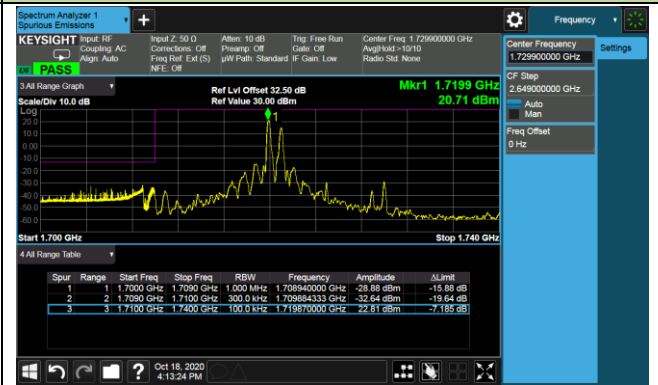 Spectrum Analyzer 1
Spurious Emissions
Frequency
KEYSIGHT
Input: RF
Coupling: AC
Align: Auto
Input Z: 50 Ω
Corrections: Off
Freq Ref: Ext (S)
NFE: Off
Atten: 10 dB
Preamp: Off
µW Path: Standard
Trig: Free Run
Gate: Off
IF Gain: Low
Center Freq: 1.729900000 GHz
Avg|Hold:>10/10
Radio Std: None
PASS
Center Frequency
1.729900000 GHz
Settings
CF Step
2.649000000 GHz
Auto
Man
Freq Offset
0 Hz
3 All Range Graph
Scale/Div 10.0 dB
Ref Lvl Offset 32.50 dB
Ref Value 30.00 dBm
Mkr1 1.7199 GHz
20.71 dBm
Log
20.0
10.0
0.00
-10.0
-20.0
-30.0
-40.0
-50.0
-60.0
1
Start 1.700 GHz
Stop 1.740 GHz
4 All Range Table
Spur Range Start Freq Stop Freq RBW Frequency Amplitude ΔLimit
1 1 1.7000 GHz 1.7090 GHz 1.000 MHz 1.708940000 GHz -28.88 dBm -15.88 dB
2 2 1.7090 GHz 1.7100 GHz 300.0 kHz 1.709884333 GHz -32.64 dBm -19.64 dB
3 3 1.7100 GHz 1.7400 GHz 100.0 kHz 1.719870000 GHz 22.81 dBm -7.185 dB
Oct 18, 2020
4:13:24 PM